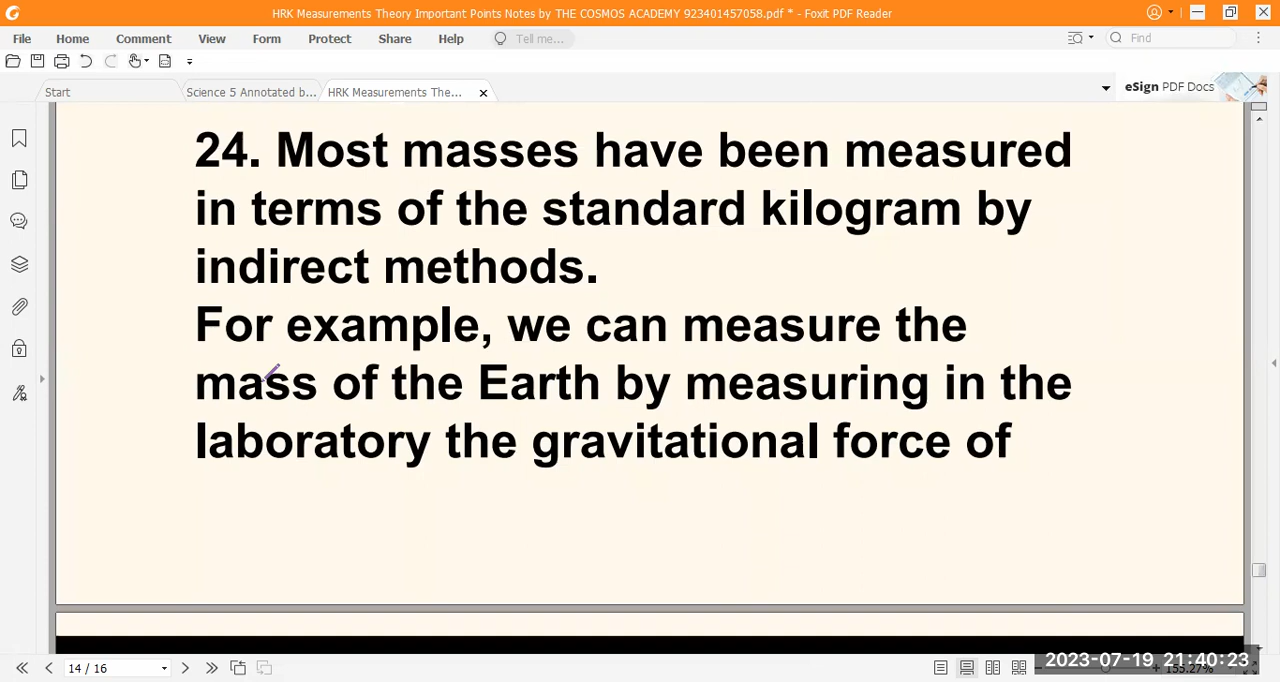 HRK Measurements Theory Important Points Notes by THE COSMOS ACADEMY 923401457058.pdf * - Foxit PDF Reader
File Home Comment View Form Protect Share Help Tell me... Find
Start Science 5 Annotated b... HRK Measurements The... eSign PDF Docs
24. Most masses have been measured
in terms of the standard kilogram by
indirect methods.
For example, we can measure the
mass of the Earth by measuring in the
laboratory the gravitational force of
14 / 16 2023-07-19 21:40:23
155.27%